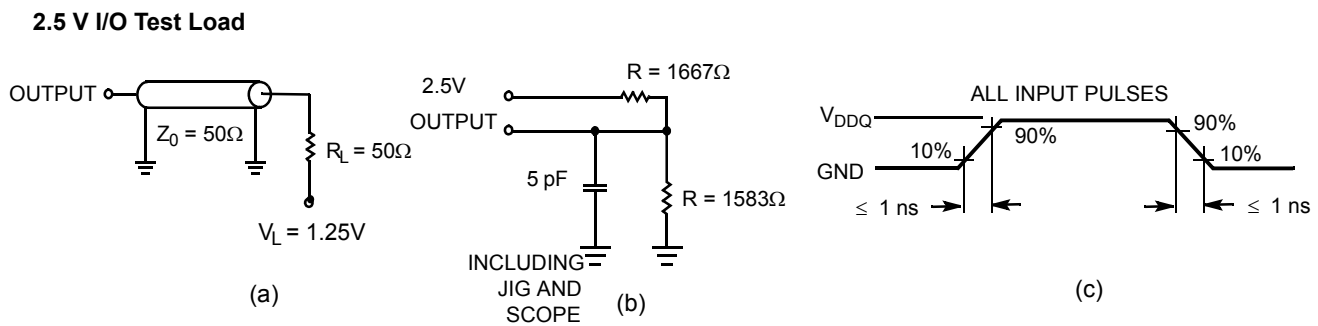 2.5 V I/O Test Load
OUTPUT
Z0 = 50Ω
RL = 50Ω
VL = 1.25V
(a)
2.5V
R = 1667Ω
OUTPUT
5 pF
R = 1583Ω
INCLUDING
JIG AND
SCOPE
(b)
ALL INPUT PULSES
VDDQ
GND
10%
90%
90%
10%
≤ 1 ns
≤ 1 ns
(c)